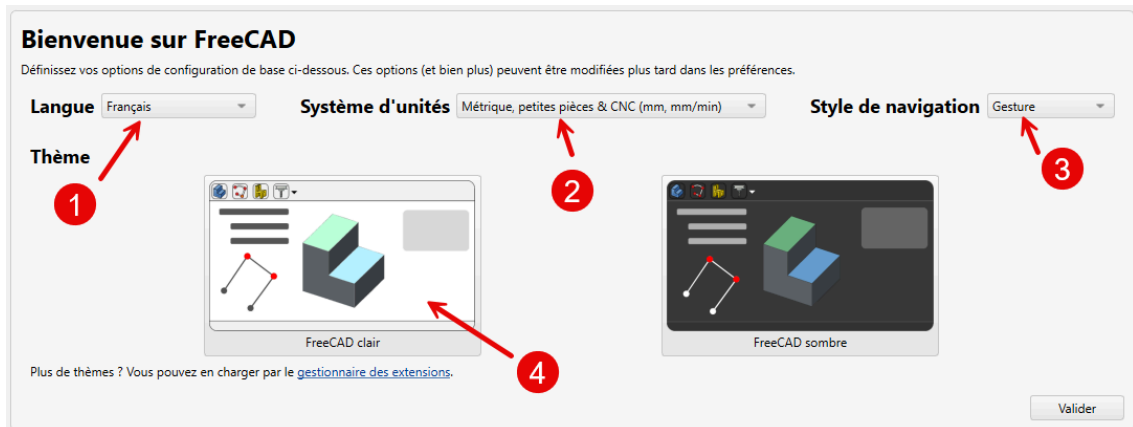 Bienvenue sur FreeCAD
Définissez vos options de configuration de base ci-dessous. Ces options (et bien plus) peuvent être modifiées plus tard dans les préférences.
Langue Français Système d'unités Métrique, petites pièces & CNC (mm, mm/min) Style de navigation Gesture
Thème
1
2
3
4
FreeCAD clair FreeCAD sombre
Plus de thèmes ? Vous pouvez en charger par le gestionnaire des extensions.
Valider